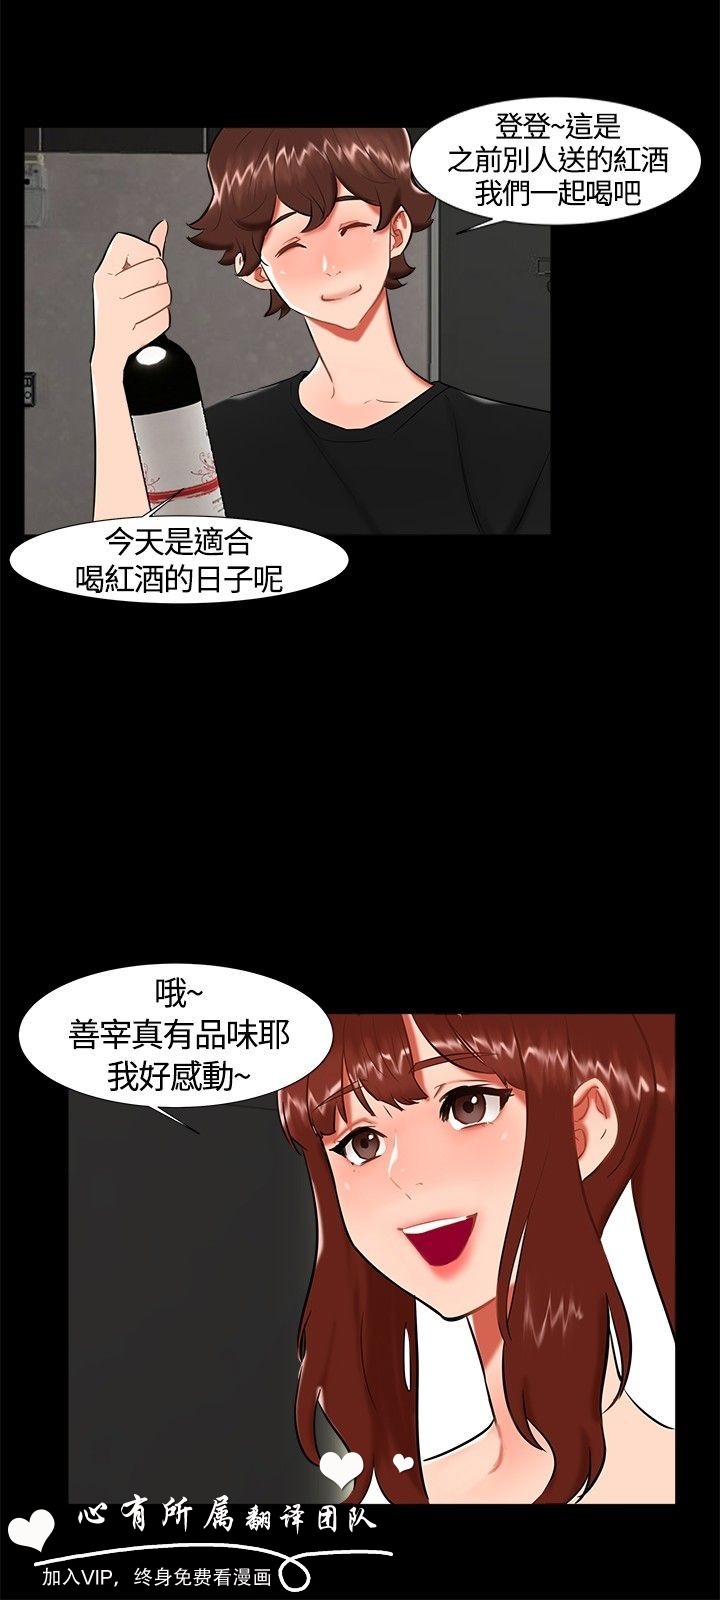 登登~這是
之前別人送的紅酒
我們一起喝吧
今天是適合
喝紅酒的日子呢
哦~
善宰真有品味耶
我好感動~
心有所属翻译团队
加入VIP，终身免费看漫画